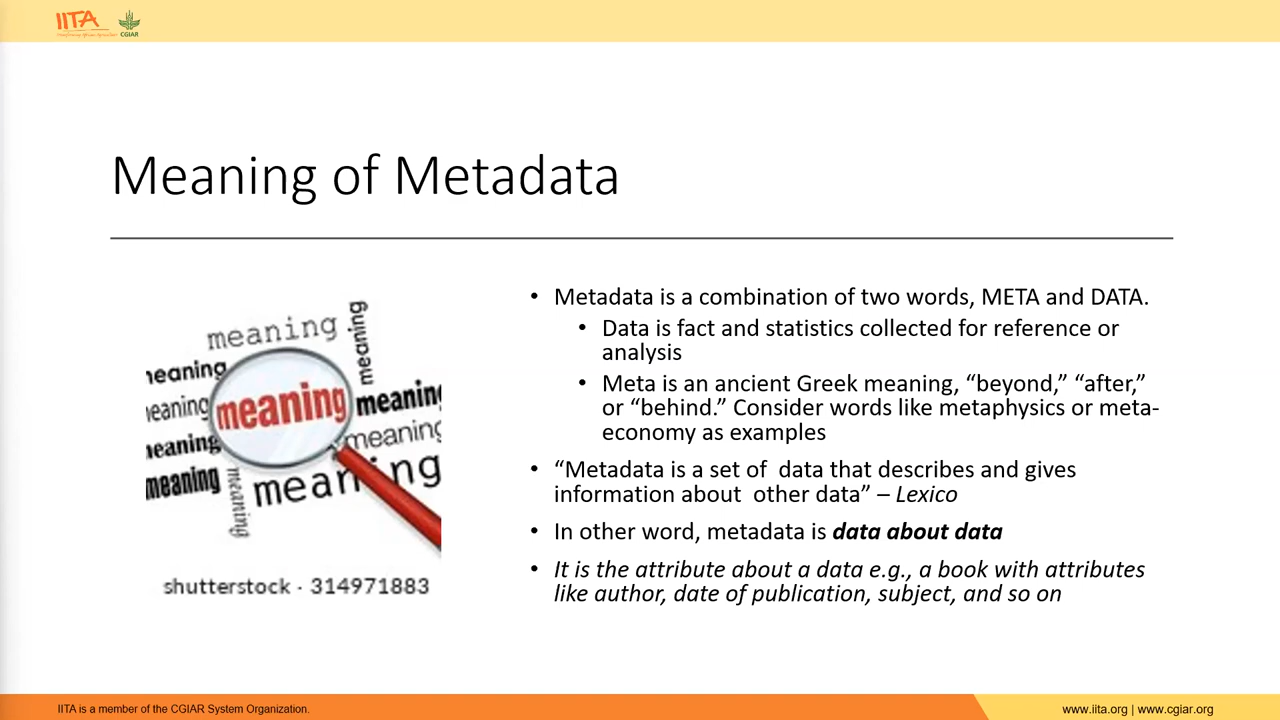 IITA
CGIAR
Meaning of Metadata
meaning
meaning
meaning
meaning
meaning
meaning
meaning
meaning
meaning
meaning
shutterstock · 314971883
• Metadata is a combination of two words, META and DATA.
• Data is fact and statistics collected for reference or
analysis
• Meta is an ancient Greek meaning, “beyond,” “after,”
or “behind.” Consider words like metaphysics or meta-
economy as examples
• “Metadata is a set of data that describes and gives
information about other data” – Lexico
• In other word, metadata is data about data
• It is the attribute about a data e.g., a book with attributes
like author, date of publication, subject, and so on
IITA is a member of the CGIAR System Organization.
www.iita.org | www.cgiar.org